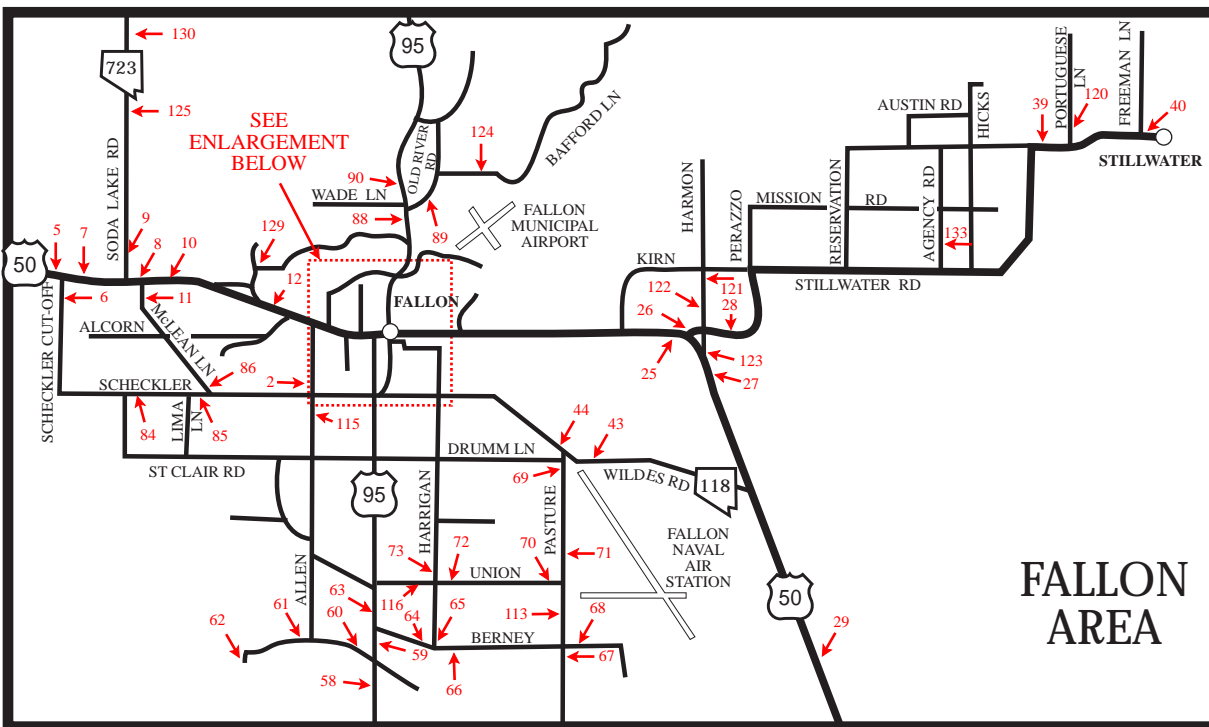 130
723
125
SODA LAKE RD
SEE
ENLARGEMENT
BELOW
95
OLD RIVER
RD
124
BAFFORD LN
90
WADE LN
88
89
FALLON
MUNICIPAL
AIRPORT
HARMON
PERAZZO
MISSION RD
RESERVATION
AUSTIN RD
AGENCY RD
133
HICKS
39
PORTUGUESE
LN
120
FREEMAN LN
40
STILLWATER
50
5
7
9
8
10
129
12
FALLON
KIRN
STILLWATER RD
122
121
26
28
25
123
27
6
11
SCHECKLER CUT-OFF
ALCORN
McLEAN LN
86
2
SCHECKLER
84
LIMA
LN
85
115
44
43
ST CLAIR RD
DRUMM LN
69
WILDES RD
118
95
HARRIGAN
PASTURE
FALLON
NAVAL
AIR
STATION
73
72
70
71
UNION
ALLEN
63
116
113
61
60
64
65
68
62
BERNEY
59
67
58
66
50
29
FALLON
AREA